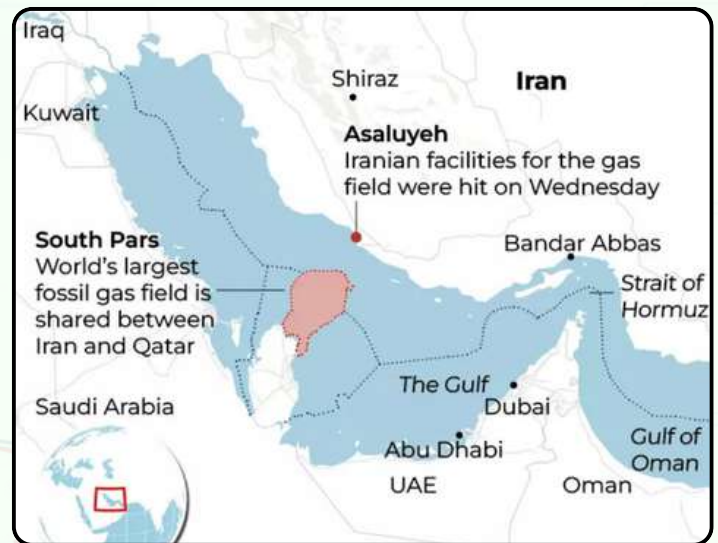 Iraq
Shiraz
Iran
Kuwait
Asaluyeh
Iranian facilities for the gas
field were hit on Wednesday
South Pars
World's largest
fossil gas field is
shared between
Iran and Qatar
Bandar Abbas
Strait of
Hormuz
Saudi Arabia
The Gulf
Dubai
Abu Dhabi
UAE
Oman
Gulf of
Oman